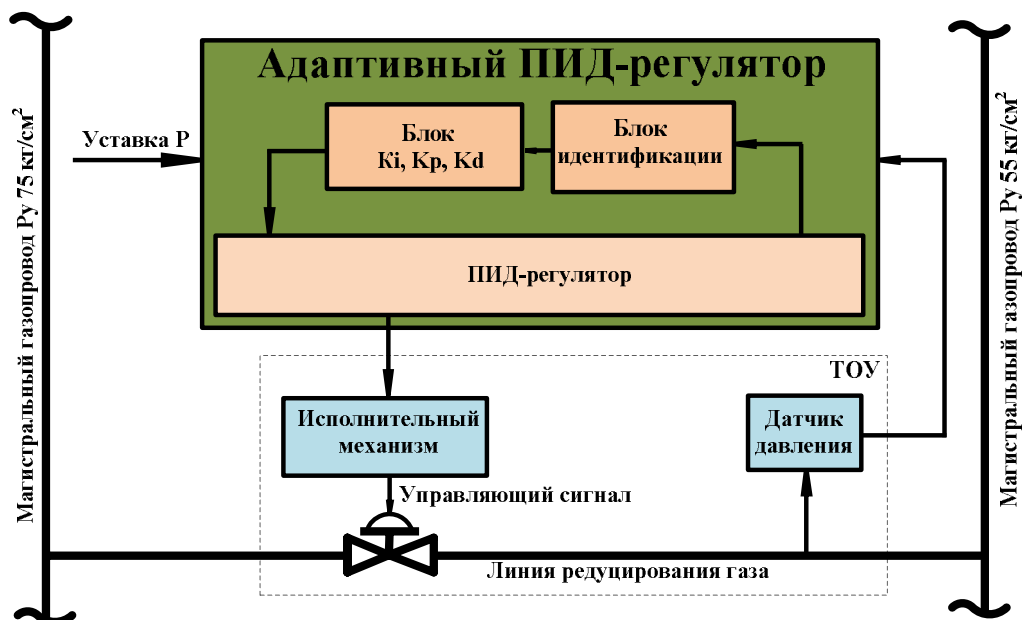 Адаптивный ПИД-регулятор
Уставка Р
Блок
Ki, Kp, Kd
Блок
идентификации
ПИД-регулятор
ТОУ
Исполнительный
механизм
Датчик
давления
Управляющий сигнал
Линия редуцирования газа
Магистральный газопровод Ру 75 кг/см²
Магистральный газопровод Ру 55 кг/см²